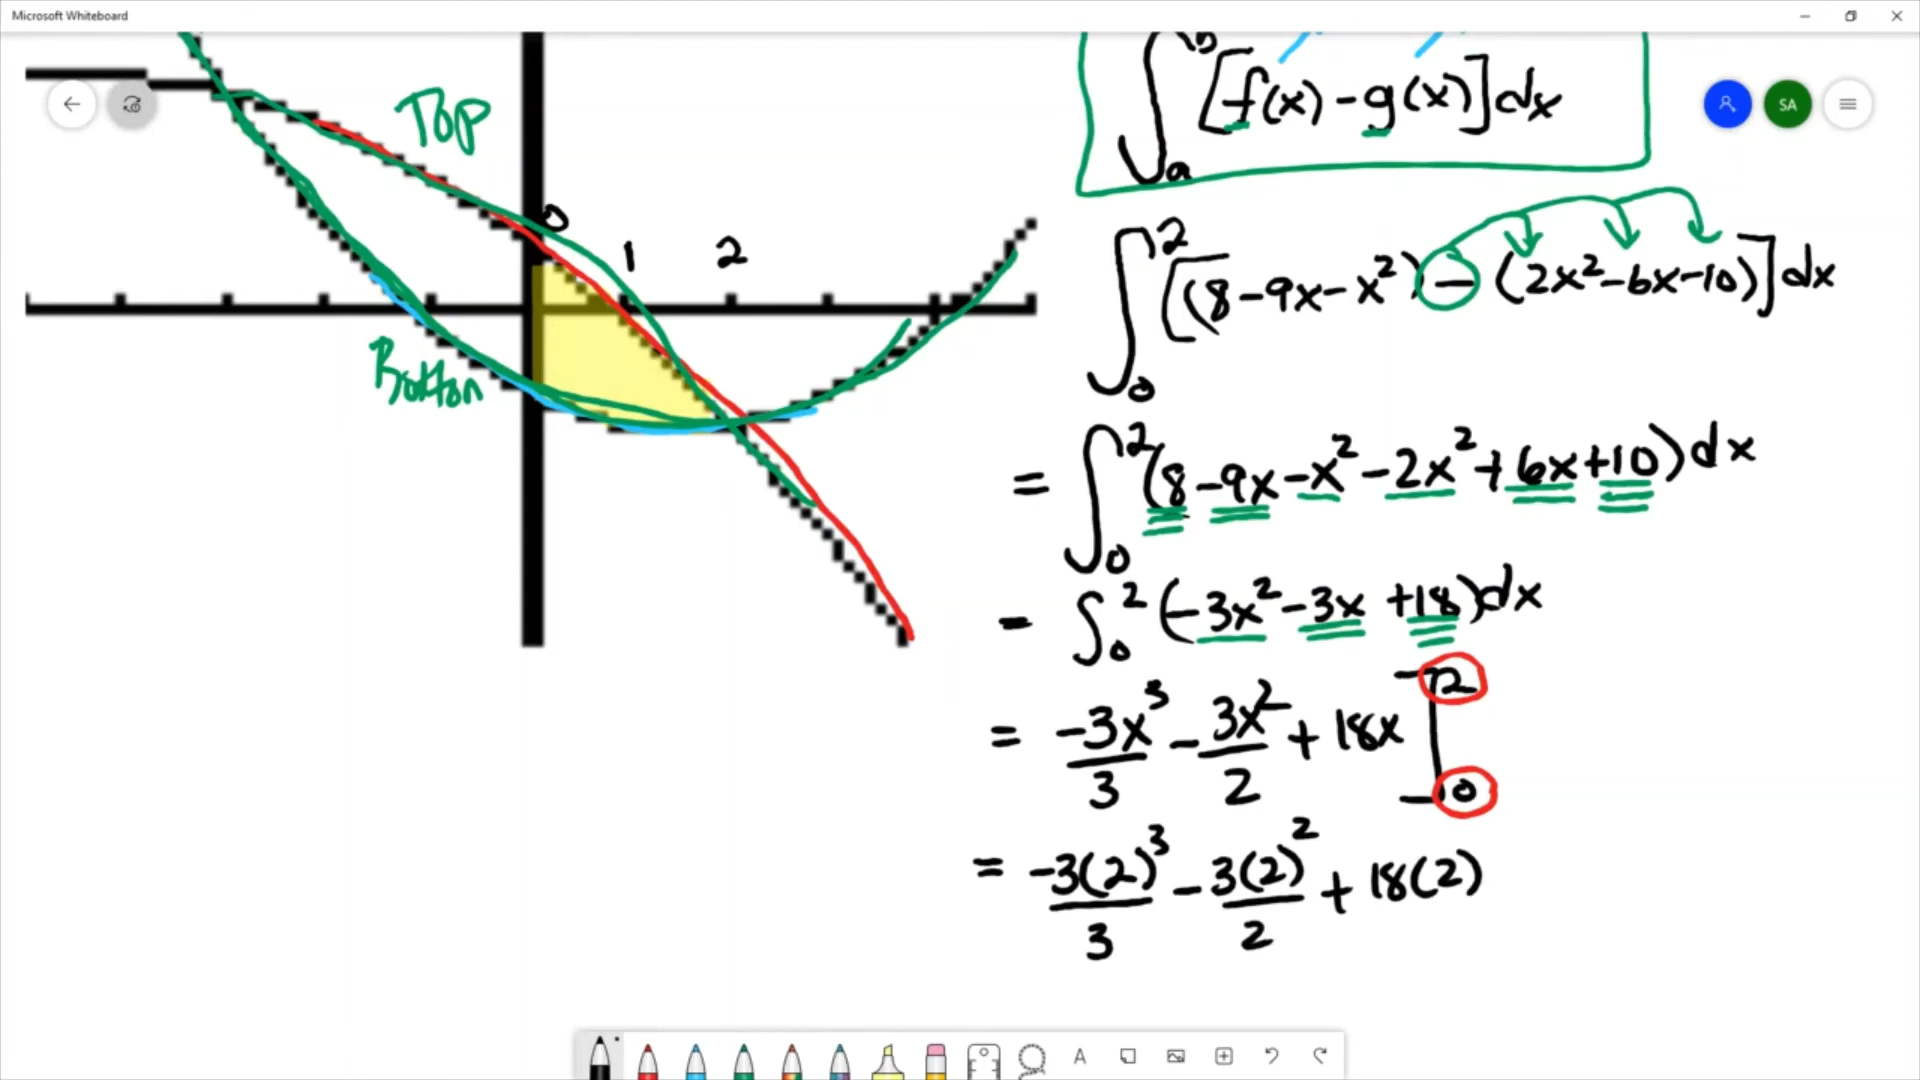 Microsoft Whiteboard
Top
0 1 2
Bottom
SA
∫ₐᵇ [f(x) - g(x)] dx
∫₀² [(8 - 9x - x²) - (2x² - 6x - 10)] dx
= ∫₀² (8 - 9x - x² - 2x² + 6x + 10) dx
= ∫₀² (-3x² - 3x + 18) dx
= -3x³/3 - 3x²/2 + 18x ]₀²
= -3(2)³/3 - 3(2)²/2 + 18(2)
A